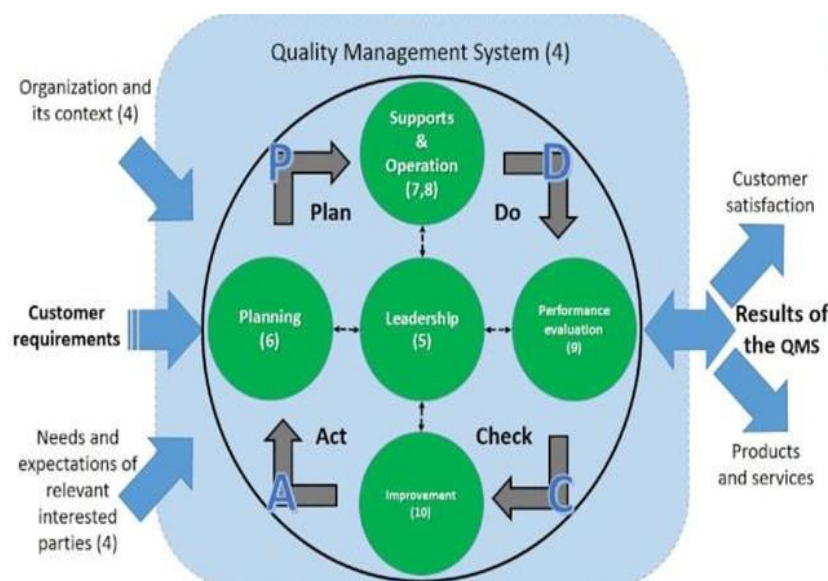 Quality Management System (4)
Organization and
its context (4)
Supports
&
Operation
(7,8)
P
Plan
D
Do
Customer
satisfaction
Customer
requirements
Planning
(6)
Leadership
(5)
Performance
evaluation
(9)
Results of
the QMS
Needs and
expectations of
relevant
interested
parties (4)
Act
A
Check
C
Improvement
(10)
Products
and services